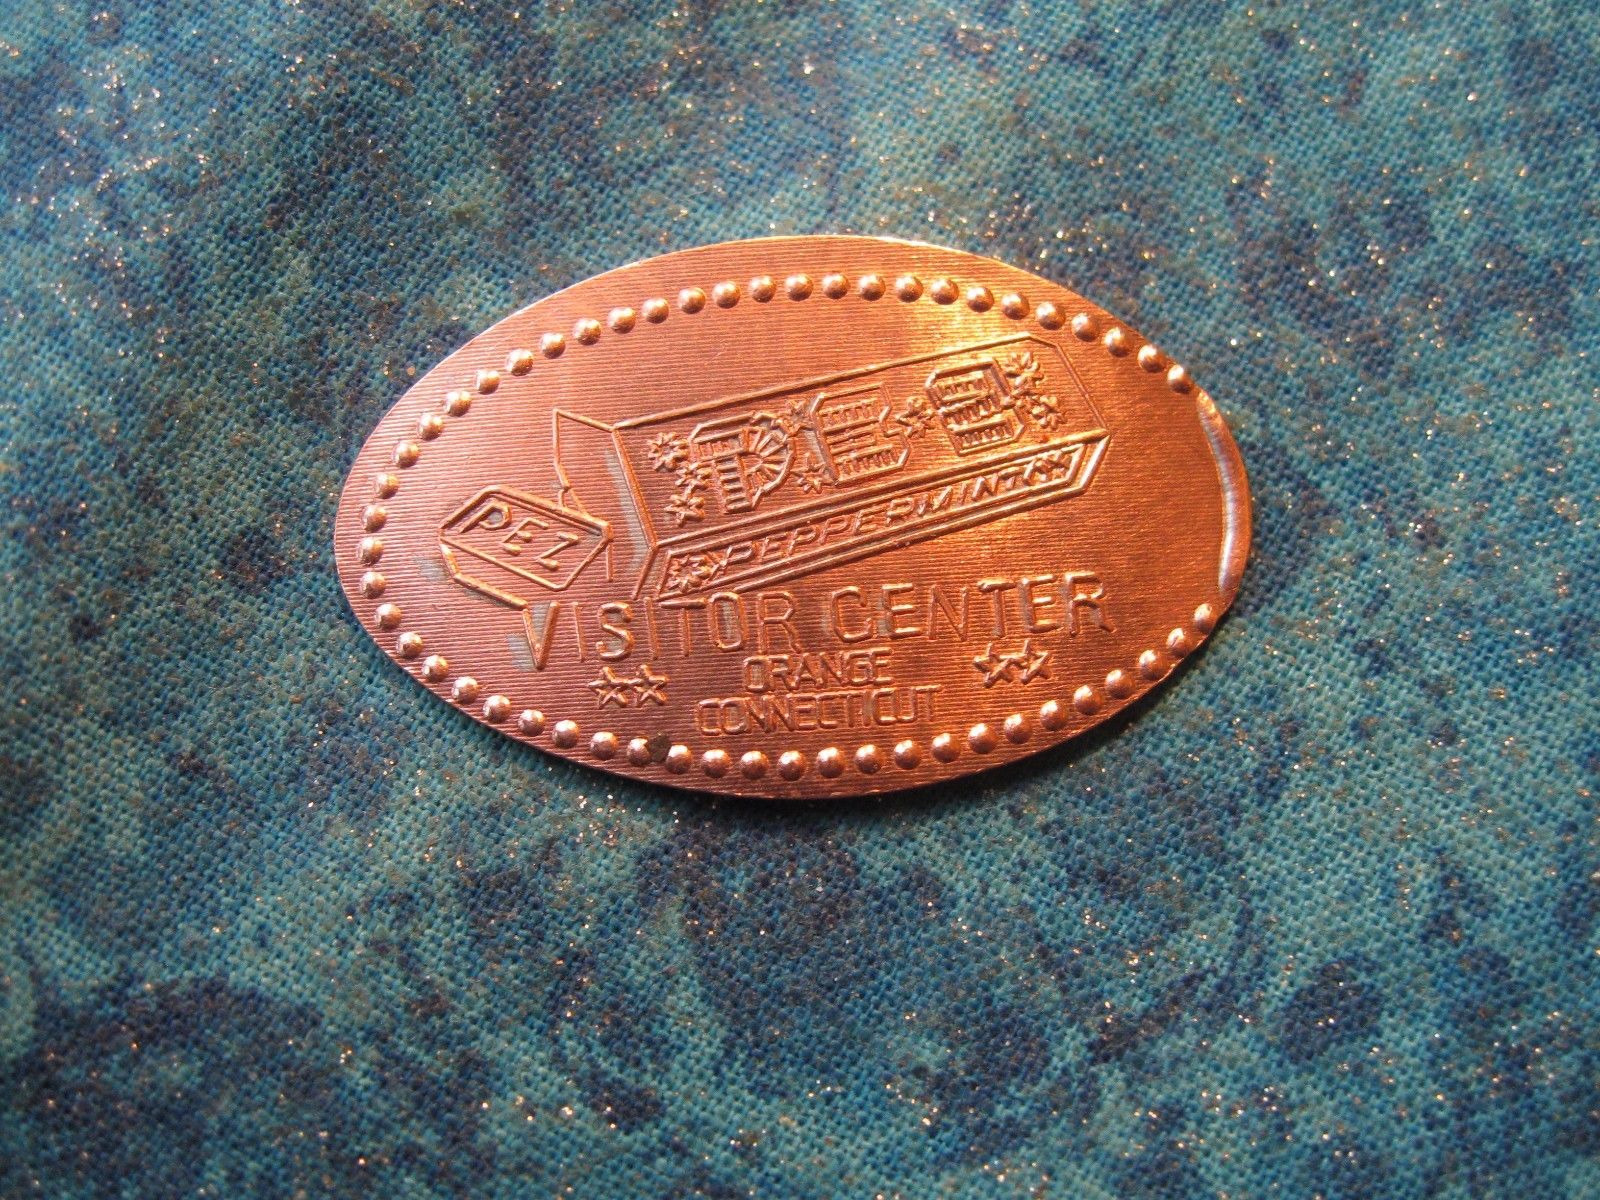 PEZ
PEZ
PEPPERMINT
VISITOR CENTER
ORANGE
CONNECTICUT